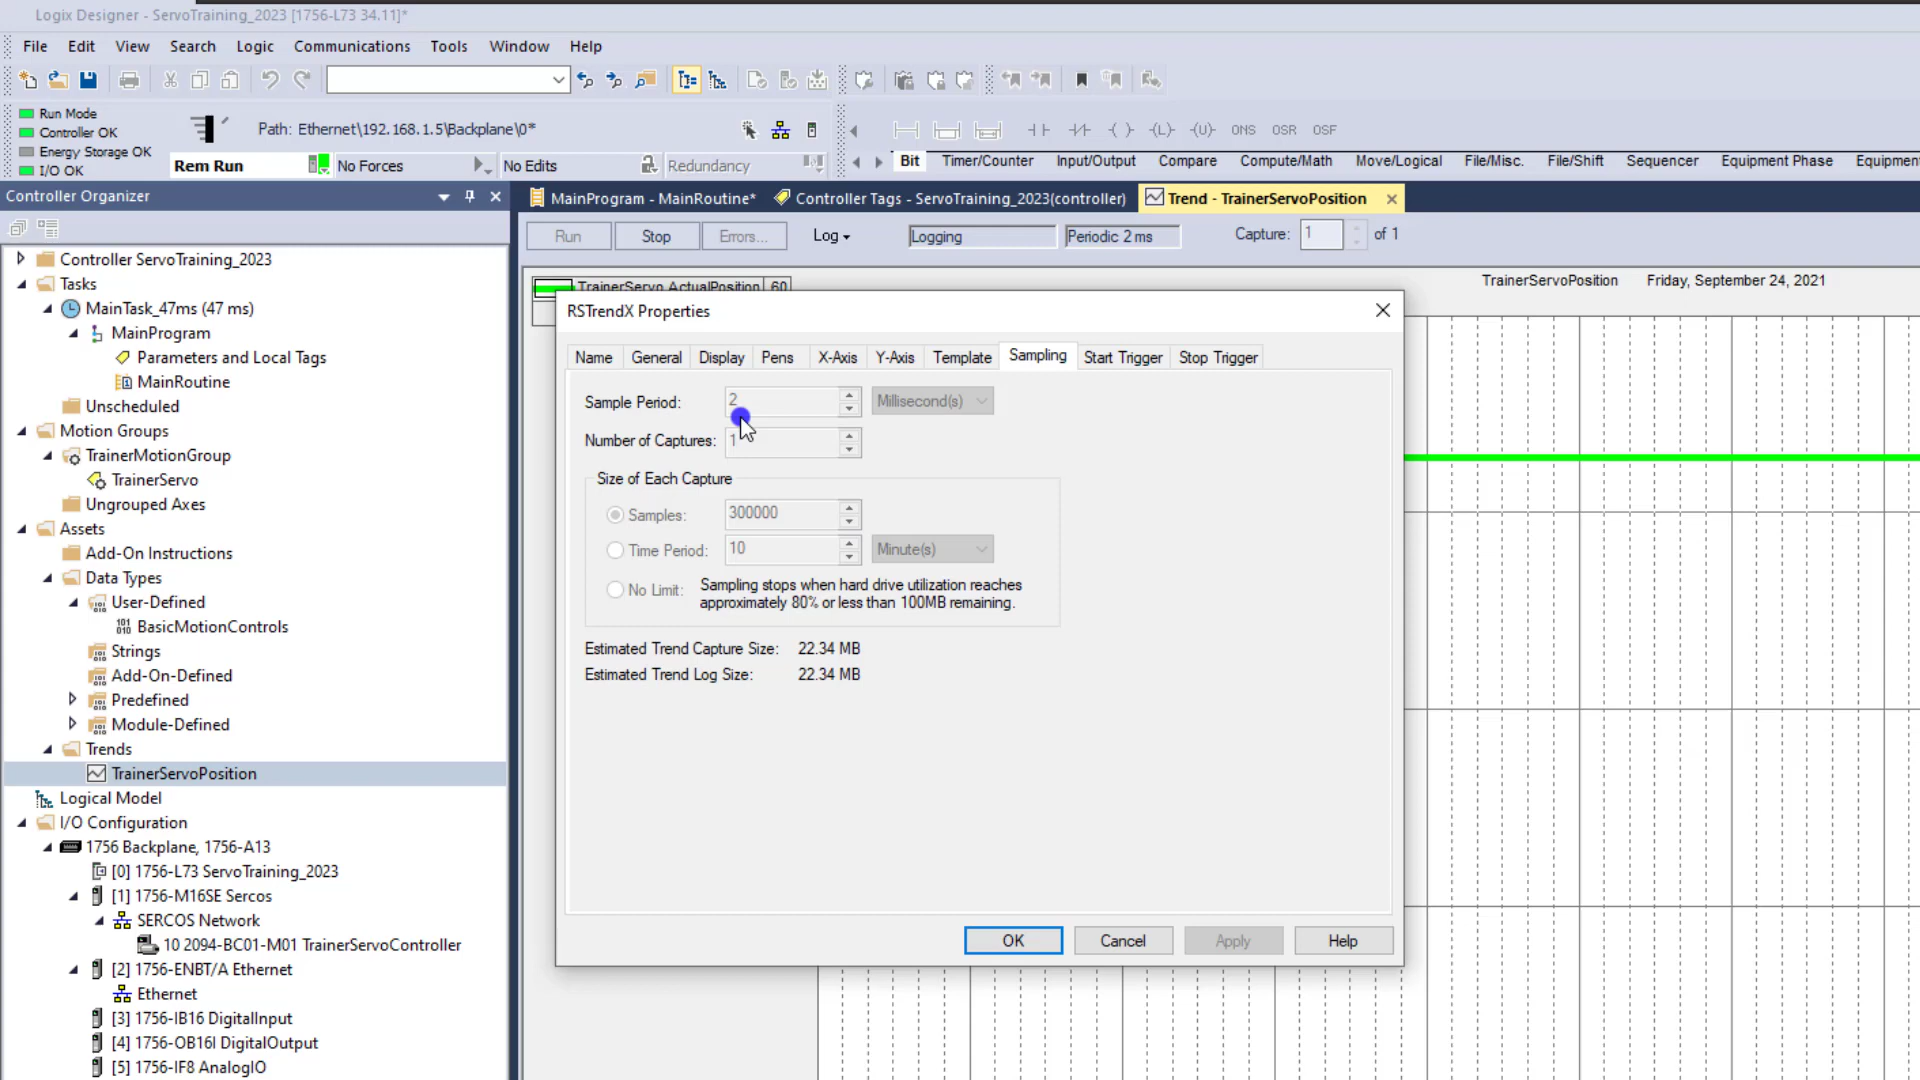 Logix Designer - ServoTraining_2023 [1756-L73 34.11]*
File Edit View Search Logic Communications Tools Window Help
Run Mode
Controller OK
Energy Storage OK
I/O OK
Path: Ethernet\192.168.1.5\Backplane\0*
Rem Run No Forces No Edits Redundancy
ONS OSR OSF
Bit Timer/Counter Input/Output Compare Compute/Math Move/Logical File/Misc. File/Shift Sequencer Equipment Phase Equipmen
Controller Organizer
MainProgram - MainRoutine* Controller Tags - ServoTraining_2023(controller) Trend - TrainerServoPosition
Run Stop Errors... Log Logging Periodic 2 ms Capture: 1 of 1
Controller ServoTraining_2023
Tasks
MainTask_47ms (47 ms)
MainProgram
Parameters and Local Tags
MainRoutine
Unscheduled
Motion Groups
TrainerMotionGroup
TrainerServo
Ungrouped Axes
Assets
Add-On Instructions
Data Types
User-Defined
BasicMotionControls
Strings
Add-On-Defined
Predefined
Module-Defined
Trends
TrainerServoPosition
Logical Model
I/O Configuration
1756 Backplane, 1756-A13
[0] 1756-L73 ServoTraining_2023
[1] 1756-M16SE Sercos
SERCOS Network
10 2094-BC01-M01 TrainerServoController
[2] 1756-ENBT/A Ethernet
Ethernet
[3] 1756-IB16 DigitalInput
[4] 1756-OB16I DigitalOutput
[5] 1756-IF8 AnalogIO
TrainerServo.ActualPosition 60
TrainerServoPosition Friday, September 24, 2021
RSTrendX Properties
Name General Display Pens X-Axis Y-Axis Template Sampling Start Trigger Stop Trigger
Sample Period: 2 Millisecond(s)
Number of Captures: 1
Size of Each Capture
Samples: 300000
Time Period: 10 Minute(s)
No Limit: Sampling stops when hard drive utilization reaches
approximately 80% or less than 100MB remaining.
Estimated Trend Capture Size: 22.34 MB
Estimated Trend Log Size: 22.34 MB
OK Cancel Apply Help